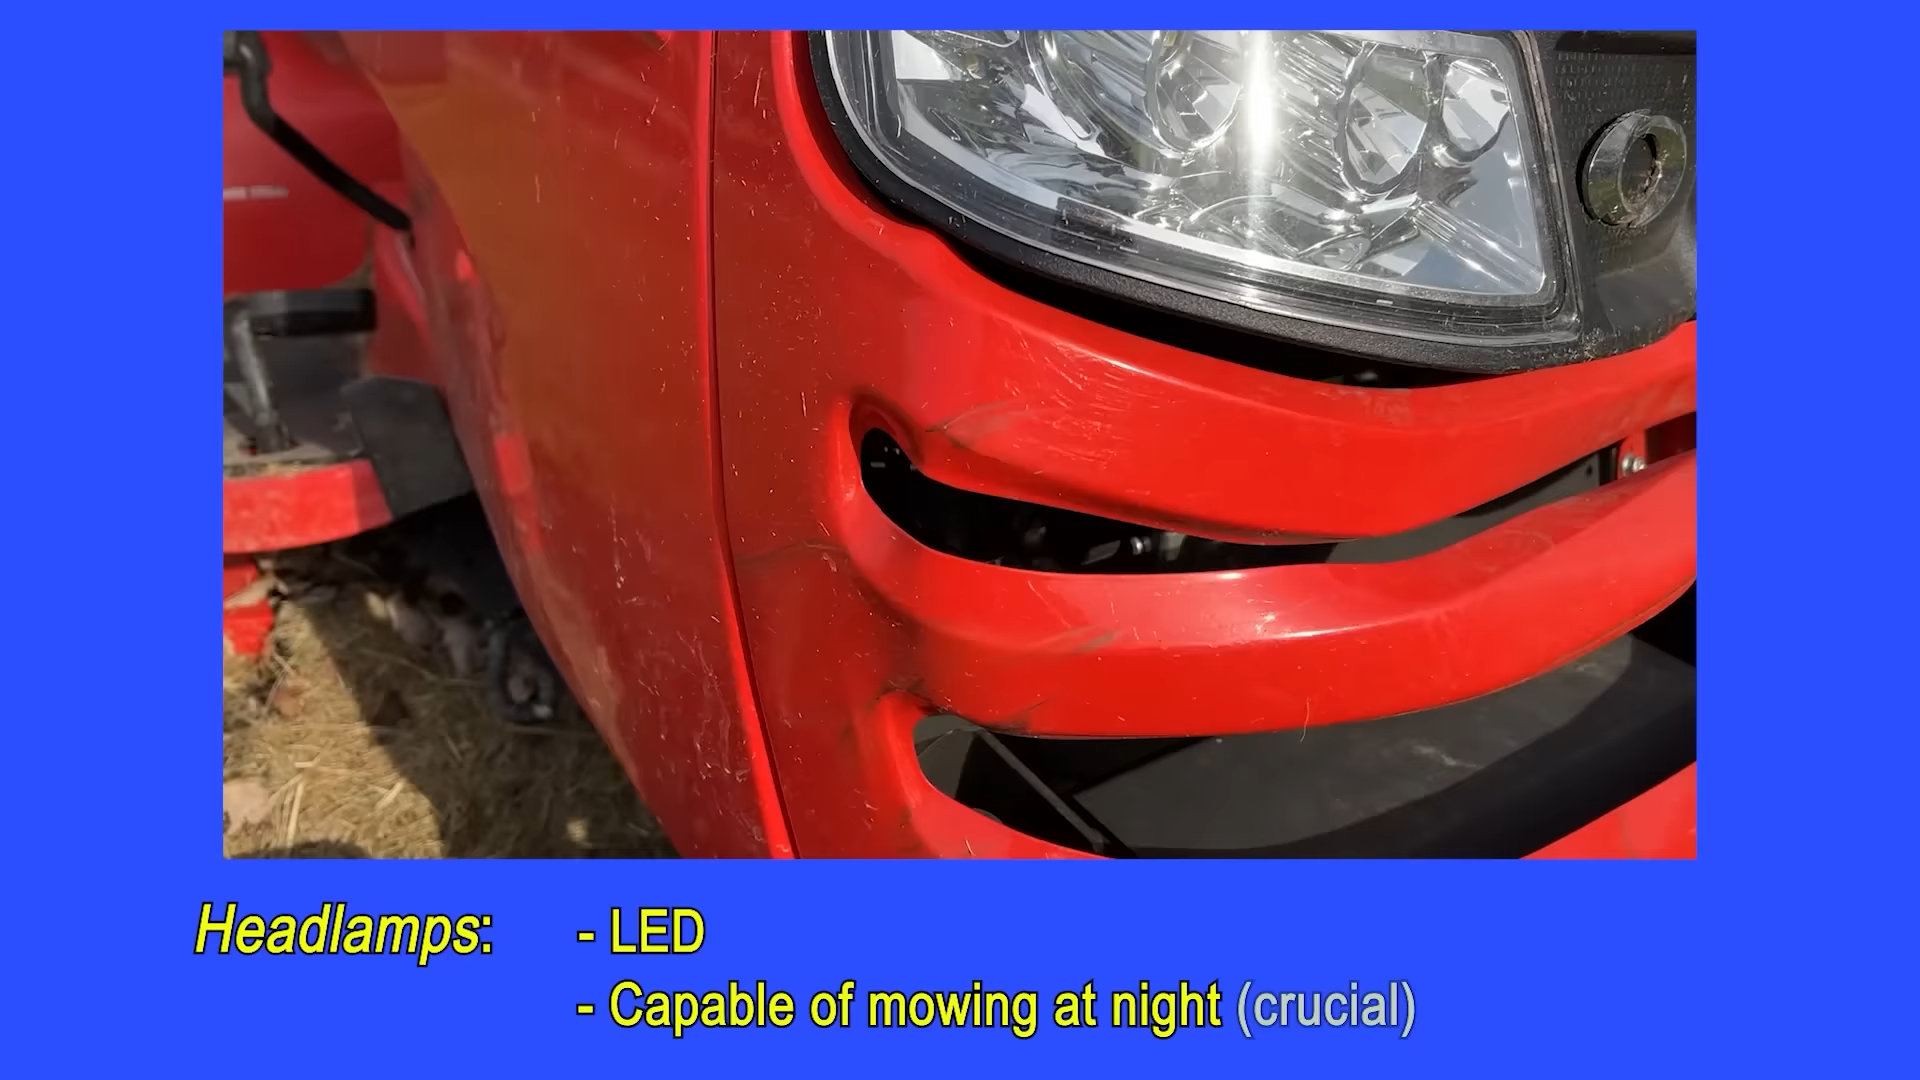 Headlamps: - LED
- Capable of mowing at night (crucial)